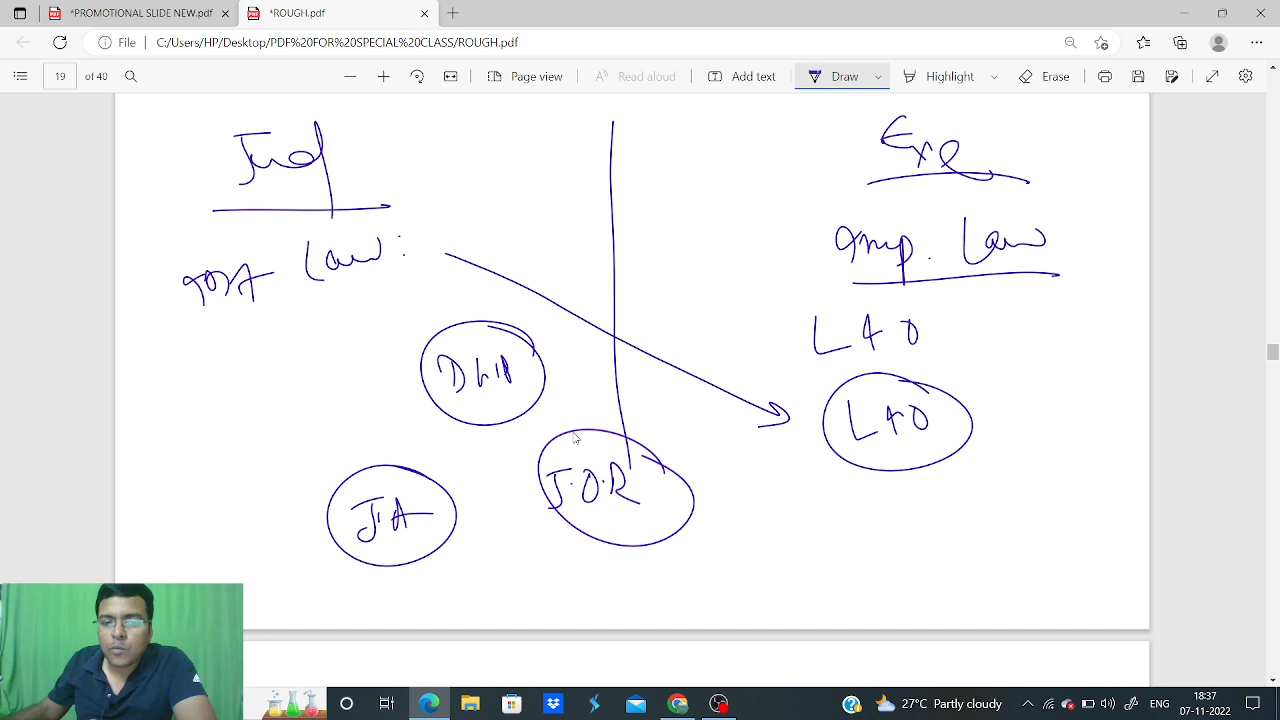 *PROMOTIONAL SLIDE NEW.pdf
*ROUGH.pdf
File C:/Users/HP/Desktop/PDF%20FOR%20SPECIAL%20CLASS/ROUGH.pdf
19 of 40
Page view
Read aloud
Add text
Draw
Highlight
Erase
Jud
Exe
Law:
Imp. Law
L & O
L & O
J.O.R
JA
27°C Partly cloudy
ENG
18:37
07-11-2022